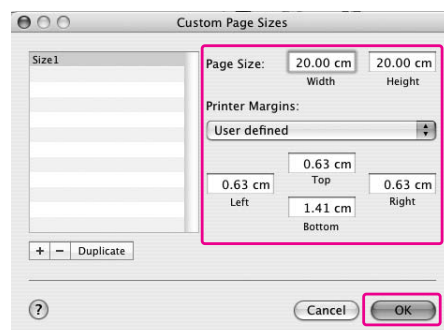 Custom Page Sizes
Size1
Page Size: 20.00 cm 20.00 cm
Width Height
Printer Margins:
User defined
0.63 cm
0.63 cm Top 0.63 cm
Left 1.41 cm Right
Bottom
+ − Duplicate
? Cancel OK